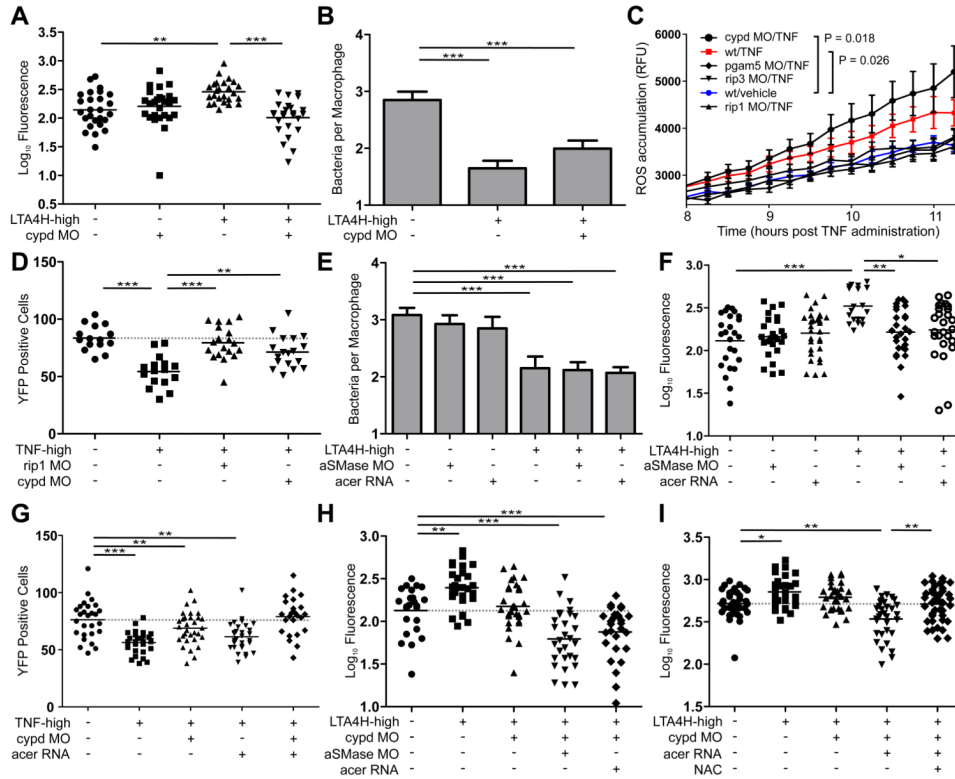 A
3.5
3.0
2.5
2.0
1.5
1.0
0.5
Log₁₀ Fluorescence
** ***
LTA4H-high - - + +
cypd MO - + - +
B
3
2
1
Bacteria per Macrophage
***
***
LTA4H-high - + +
cypd MO - - +
C
7000
6000
5000
4000
3000
ROS accumulation (RFU)
cypd MO/TNF
wt/TNF
pgam5 MO/TNF
rip3 MO/TNF
wt/vehicle
rip1 MO/TNF
P = 0.018
P = 0.026
8 9 10 11
Time (hours post TNF administration)
D
150
100
50
0
YFP Positive Cells
**
*** ***
TNF-high - + + +
rip1 MO - - + -
cypd MO - - - +
E
4
3
2
1
Bacteria per Macrophage
***
***
***
LTA4H-high - - - + + +
aSMase MO - + - - + -
acer RNA - - + - - +
F
3.0
2.5
2.0
1.5
1.0
Log₁₀ Fluorescence
*
*** **
LTA4H-high - - - + + +
aSMase MO - + - - + -
acer RNA - - + - - +
G
150
100
50
0
YFP Positive Cells
**
**
***
TNF-high - + + + +
cypd MO - - + - +
acer RNA - - - + +
H
3.0
2.5
2.0
1.5
1.0
Log₁₀ Fluorescence
***
***
**
LTA4H-high - + + + +
cypd MO - - + + +
aSMase MO - - - + -
acer RNA - - - - +
I
3.5
3.0
2.5
2.0
1.5
1.0
Log₁₀ Fluorescence
** **
*
LTA4H-high - + + + +
cypd MO - - + + +
acer RNA - - - + +
NAC - - - - +